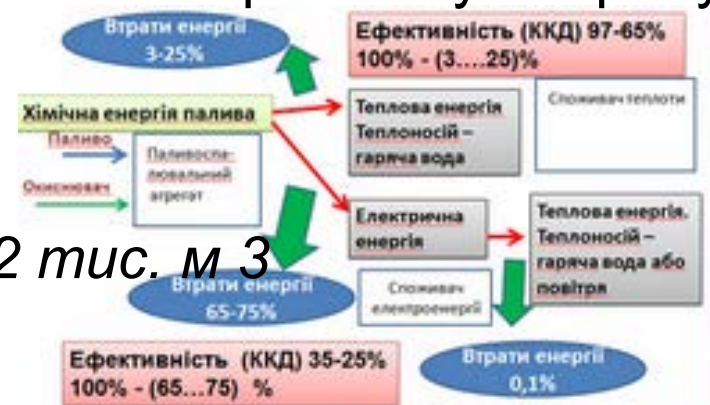 Втрати енергії
3-25%
Ефективність (ККД) 97-65%
100% - (3....25)%
Хімічна енергія палива
Паливо
Окиснювач
Паливоспа-
лювальний
агрегат
Теплова енергія
Теплоносій –
гаряча вода
Споживач теплоти
Електрична
енергія
Теплова енергія.
Теплоносій –
гаряча вода або
повітря
2 тис. м 3
Втрати енергії
65-75%
Споживач
електроенергії
Ефективність (ККД) 35-25%
100% - (65...75) %
Втрати енергії
0,1%